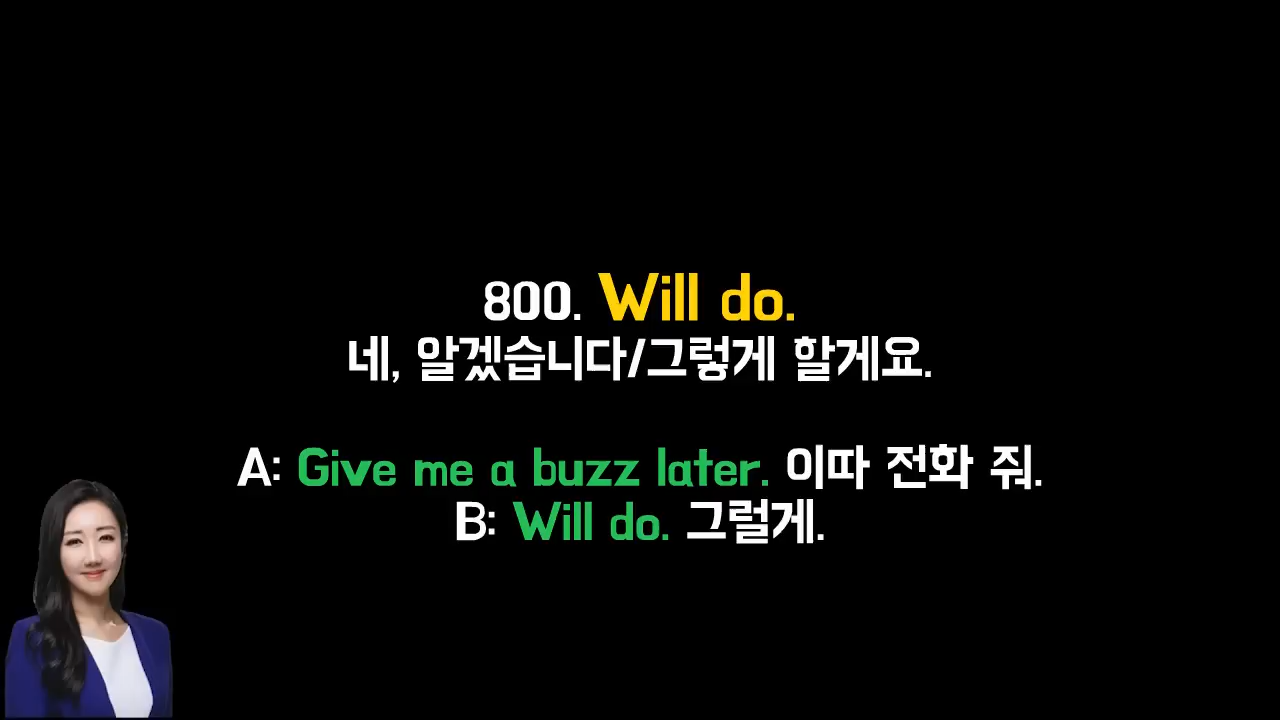 800. Will do.
네, 알겠습니다/그렇게 할게요.
A: Give me a buzz later. 이따 전화 줘.
B: Will do. 그럴게.